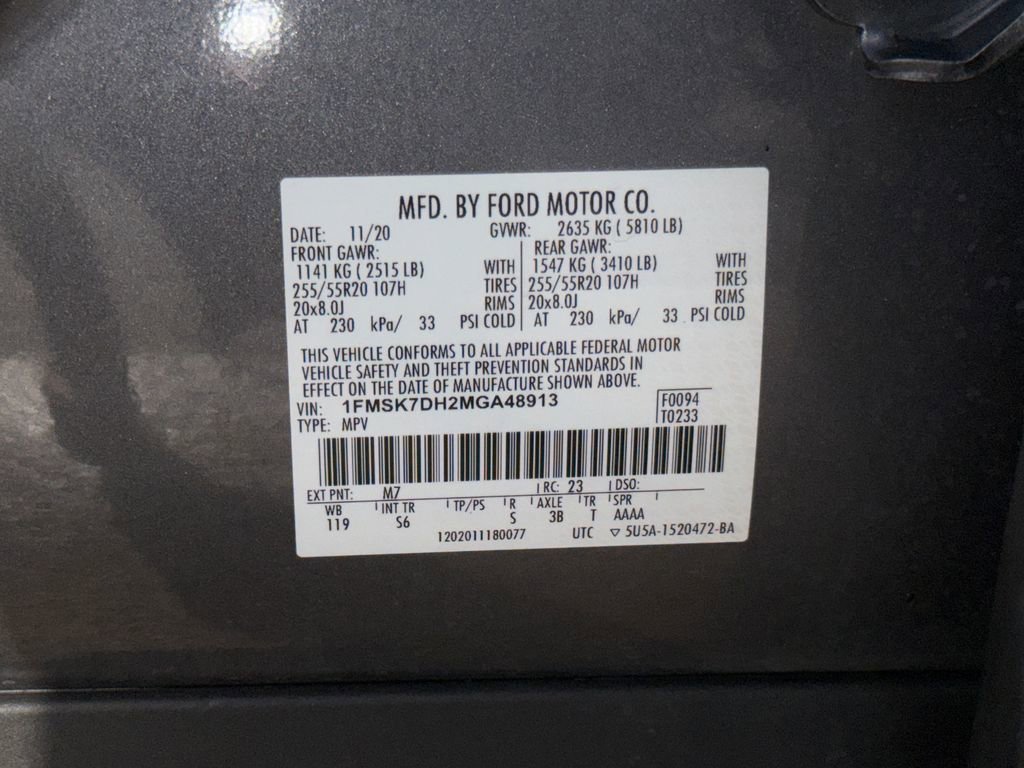 MFD. BY FORD MOTOR CO.
DATE: 11/20 GVWR: 2635 KG ( 5810 LB)
FRONT GAWR: REAR GAWR:
1141 KG ( 2515 LB) WITH 1547 KG ( 3410 LB) WITH
255/55R20 107H TIRES 255/55R20 107H TIRES
20x8.0J RIMS 20x8.0J RIMS
AT 230 kPa/ 33 PSI COLD AT 230 kPa/ 33 PSI COLD
THIS VEHICLE CONFORMS TO ALL APPLICABLE FEDERAL MOTOR
VEHICLE SAFETY AND THEFT PREVENTION STANDARDS IN
EFFECT ON THE DATE OF MANUFACTURE SHOWN ABOVE.
VIN: 1FMSK7DH2MGA48913 F0094
TYPE: MPV T0233
EXT PNT: M7 RC: 23 DSO:
WB INT TR TP/PS R AXLE TR SPR
119 S6 S 3B T AAAA
1202011180077 UTC ▽ 5U5A-1520472-BA